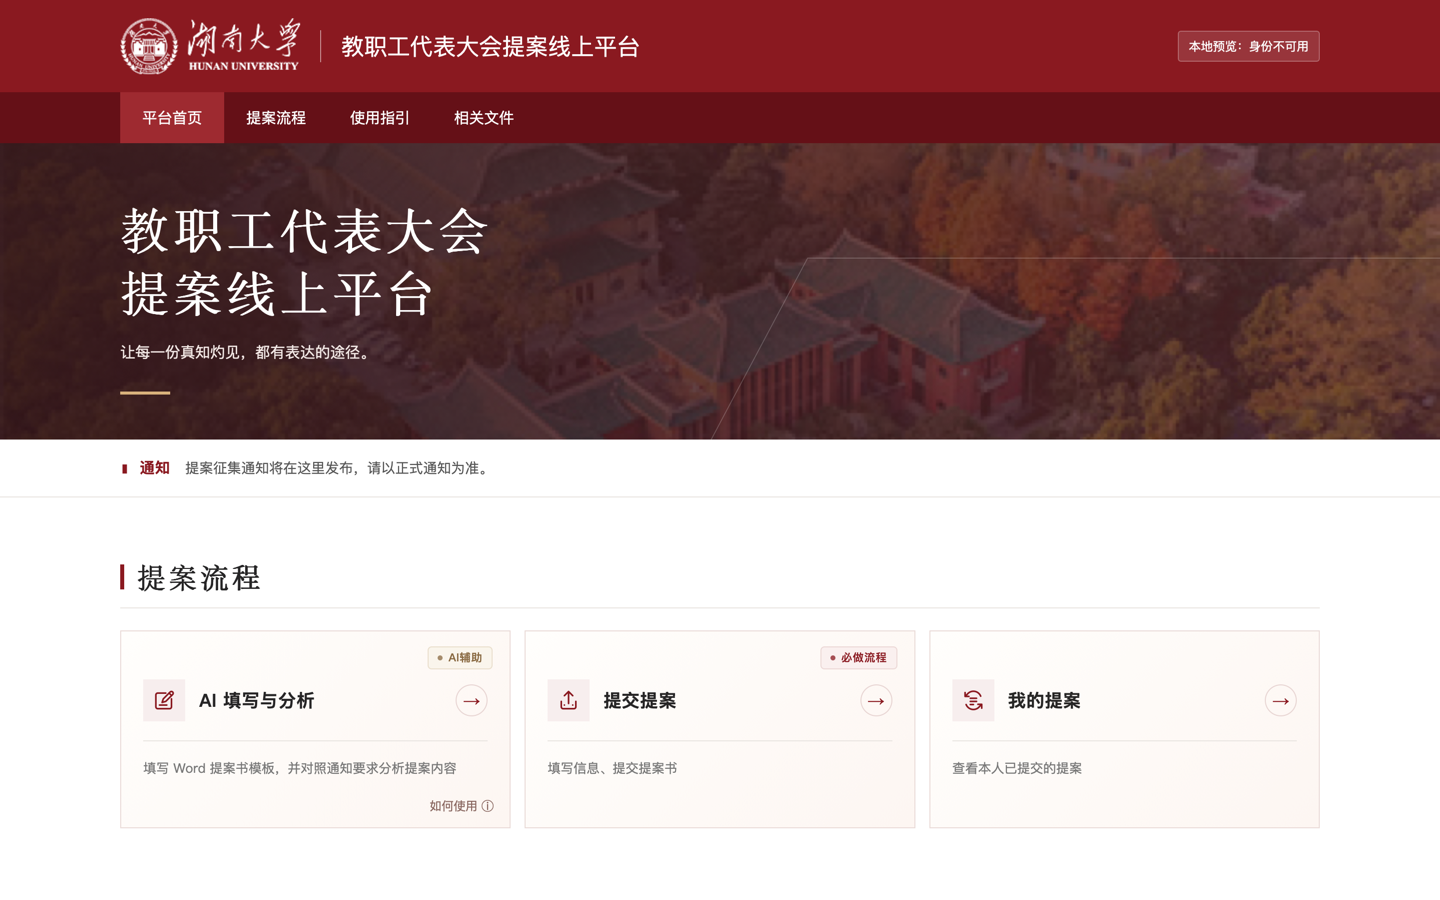 湖南大学
HUNAN UNIVERSITY
教职工代表大会提案线上平台
本地预览：身份不可用
平台首页
提案流程
使用指引
相关文件
教职工代表大会
提案线上平台
让每一份真知灼见，都有表达的途径。
通知 提案征集通知将在这里发布，请以正式通知为准。
提案流程
AI辅助
AI 填写与分析
填写 Word 提案书模板，并对照通知要求分析提案内容
如何使用
必做流程
提交提案
填写信息、提交提案书
我的提案
查看本人已提交的提案